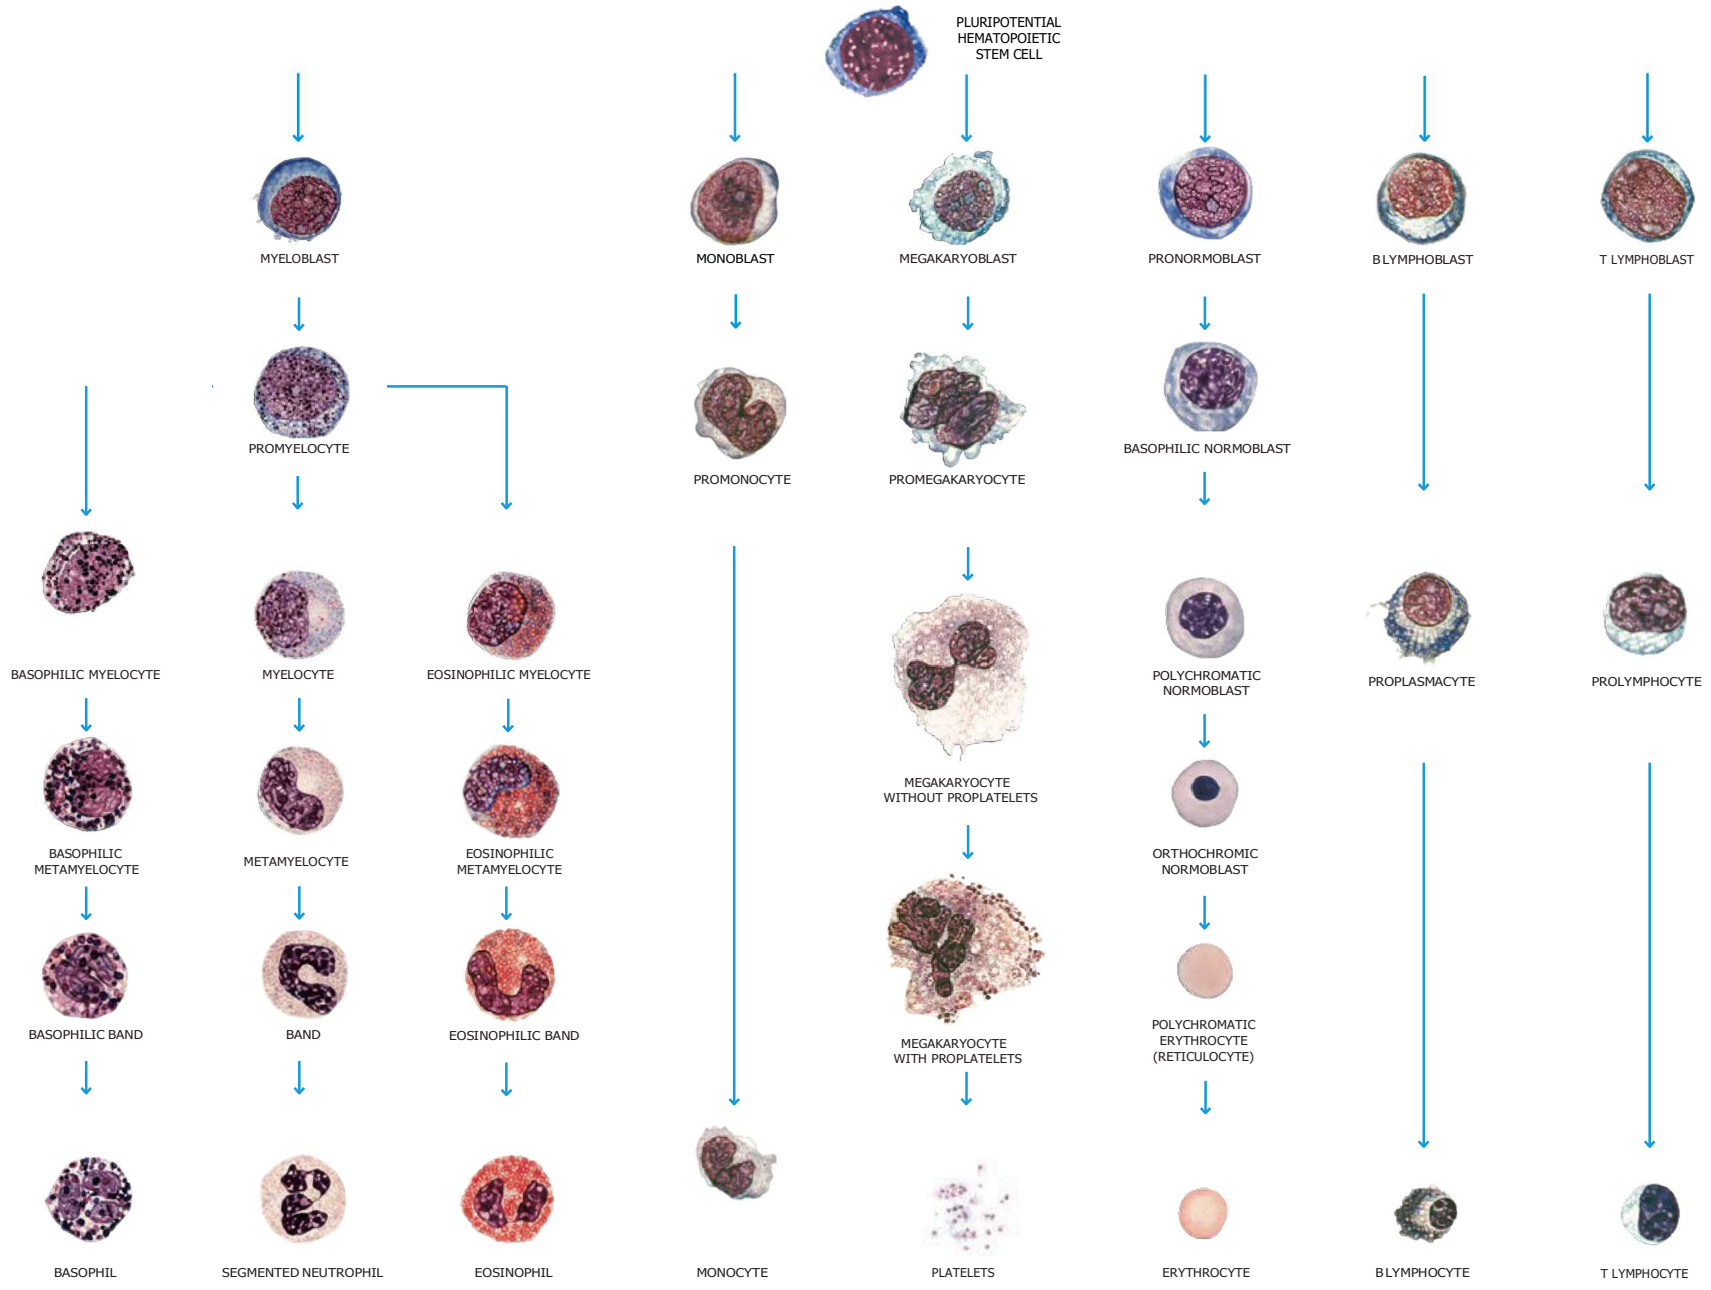 PLURIPOTENTIAL
HEMATOPOIETIC
STEM CELL
MYELOBLAST
MONOBLAST
MEGAKARYOBLAST
PRONORMOBLAST
B LYMPHOBLAST
T LYMPHOBLAST
PROMYELOCYTE
PROMONOCYTE
PROMEGAKARYOCYTE
BASOPHILIC NORMOBLAST
BASOPHILIC MYELOCYTE
MYELOCYTE
EOSINOPHILIC MYELOCYTE
MEGAKARYOCYTE
WITHOUT PROPLATELETS
POLYCHROMATIC
NORMOBLAST
PROPLASMACYTE
PROLYMPHOCYTE
BASOPHILIC
METAMYELOCYTE
METAMYELOCYTE
EOSINOPHILIC
METAMYELOCYTE
ORTHOCHROMIC
NORMOBLAST
BASOPHILIC BAND
BAND
EOSINOPHILIC BAND
MEGAKARYOCYTE
WITH PROPLATELETS
POLYCHROMATIC
ERYTHROCYTE
(RETICULOCYTE)
BASOPHIL
SEGMENTED NEUTROPHIL
EOSINOPHIL
MONOCYTE
PLATELETS
ERYTHROCYTE
B LYMPHOCYTE
T LYMPHOCYTE